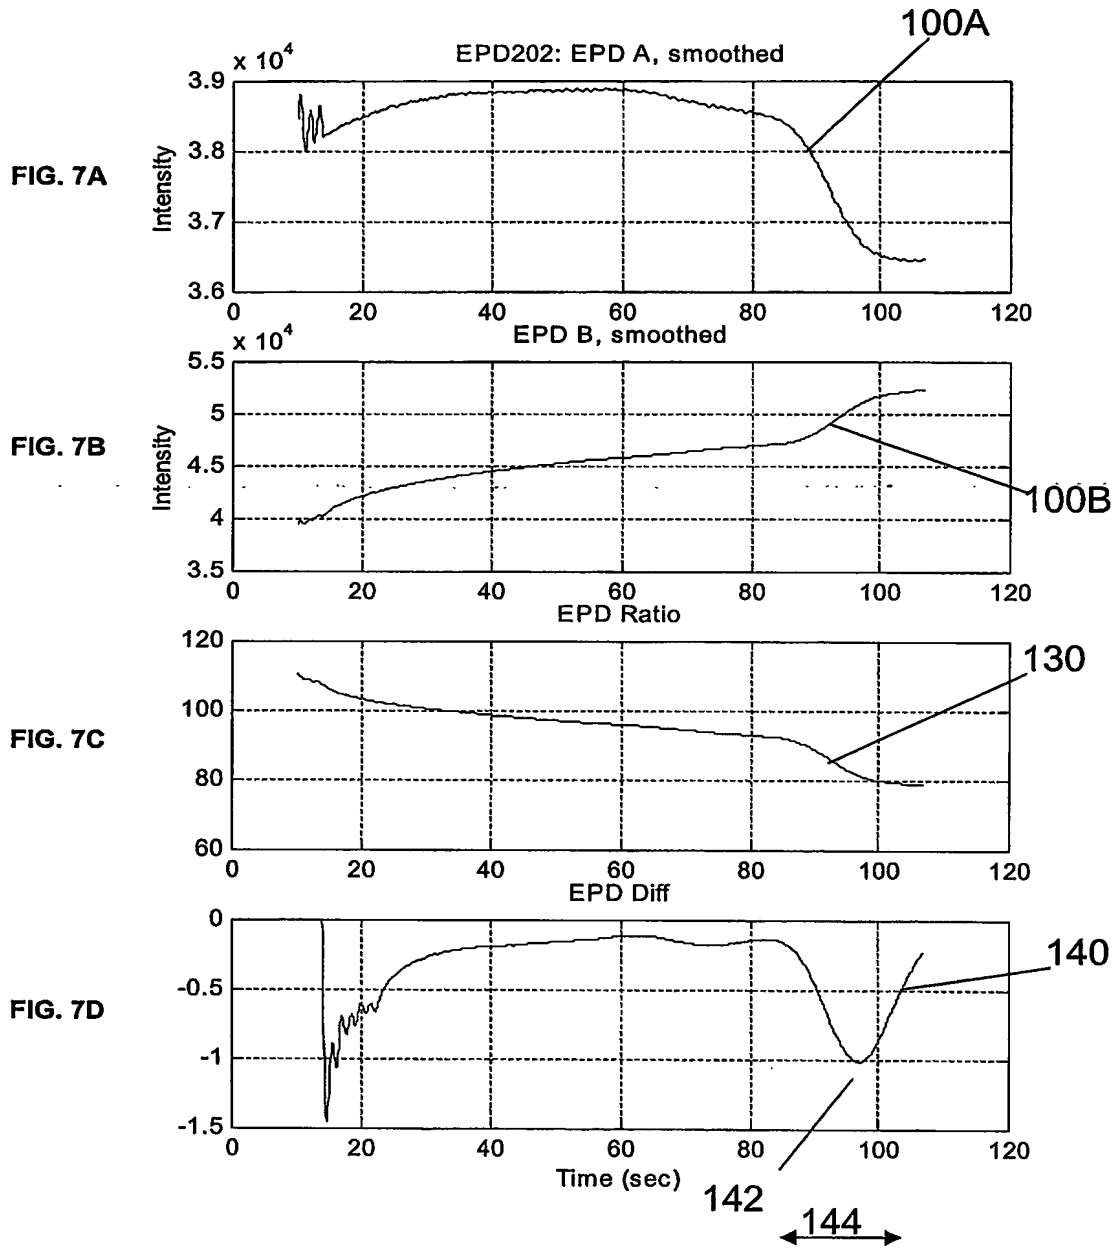 100A
x 10^4
EPD202: EPD A, smoothed
FIG. 7A
Intensity
3.9
3.8
3.7
3.6
0 20 40 60 80 100 120
x 10^4
EPD B, smoothed
FIG. 7B
Intensity
5.5
5
4.5
4
3.5
100B
0 20 40 60 80 100 120
EPD Ratio
FIG. 7C
120
100
80
60
130
0 20 40 60 80 100 120
EPD Diff
FIG. 7D
0
-0.5
-1
-1.5
140
0 20 40 60 80 100 120
Time (sec)
142
144